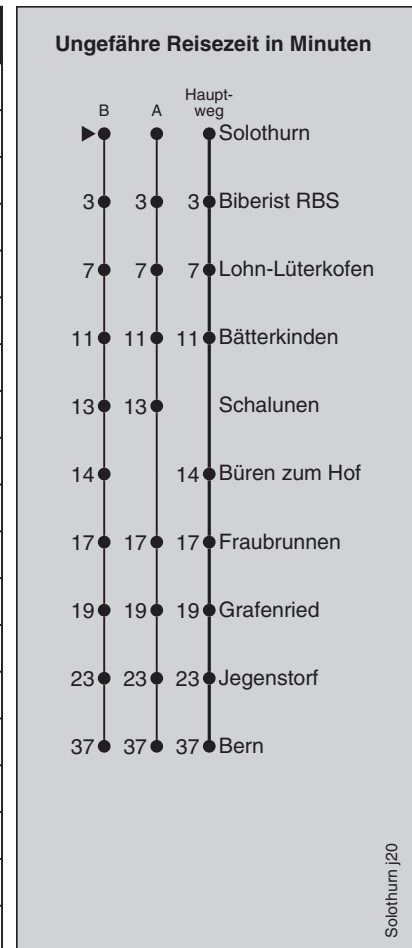 Ungefähre Reisezeit in Minuten
B A Haupt-
weg
Solothurn
3 3 3 Biberist RBS
7 7 7 Lohn-Lüterkofen
11 11 11 Bätterkinden
13 13 Schalunen
14 14 Büren zum Hof
17 17 17 Fraubrunnen
19 19 19 Grafenried
23 23 23 Jegenstorf
37 37 37 Bern
Solothurn j20